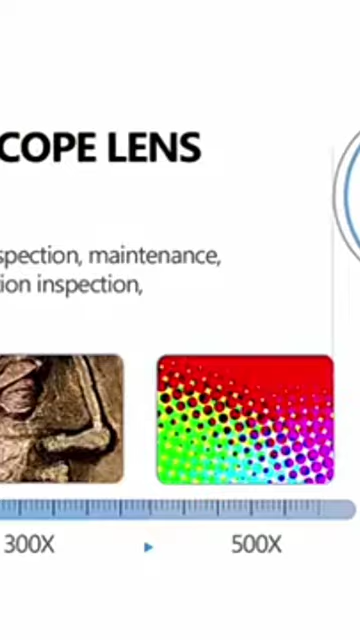 COPE LENS
spection, maintenance,
ion inspection,
300X
500X